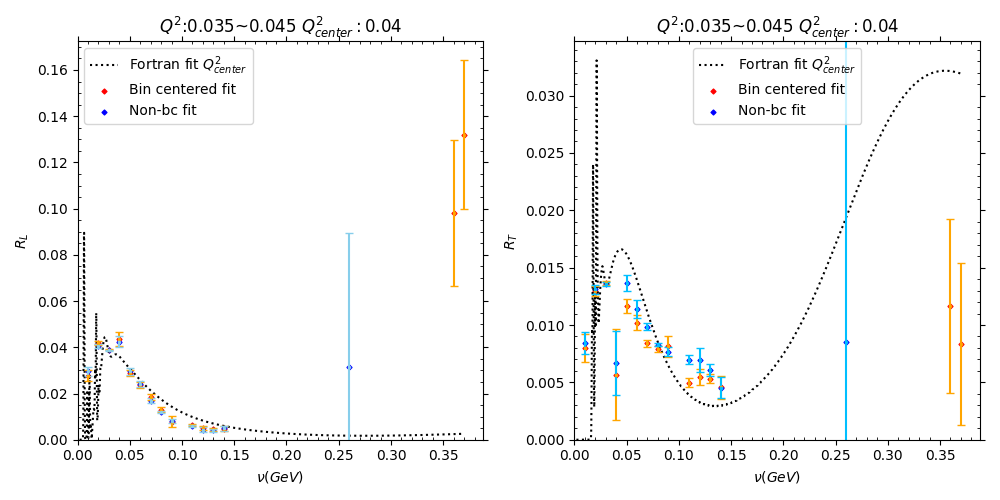 Q²:0.035~0.045 Q²center : 0.04
Fortran fit Q²center
Bin centered fit
Non-bc fit
R_L
0.16
0.14
0.12
0.10
0.08
0.06
0.04
0.02
0.00
0.00 0.05 0.10 0.15 0.20 0.25 0.30 0.35
ν(GeV)
Q²:0.035~0.045 Q²center : 0.04
Fortran fit Q²center
Bin centered fit
Non-bc fit
R_T
0.030
0.025
0.020
0.015
0.010
0.005
0.000
0.00 0.05 0.10 0.15 0.20 0.25 0.30 0.35
ν(GeV)